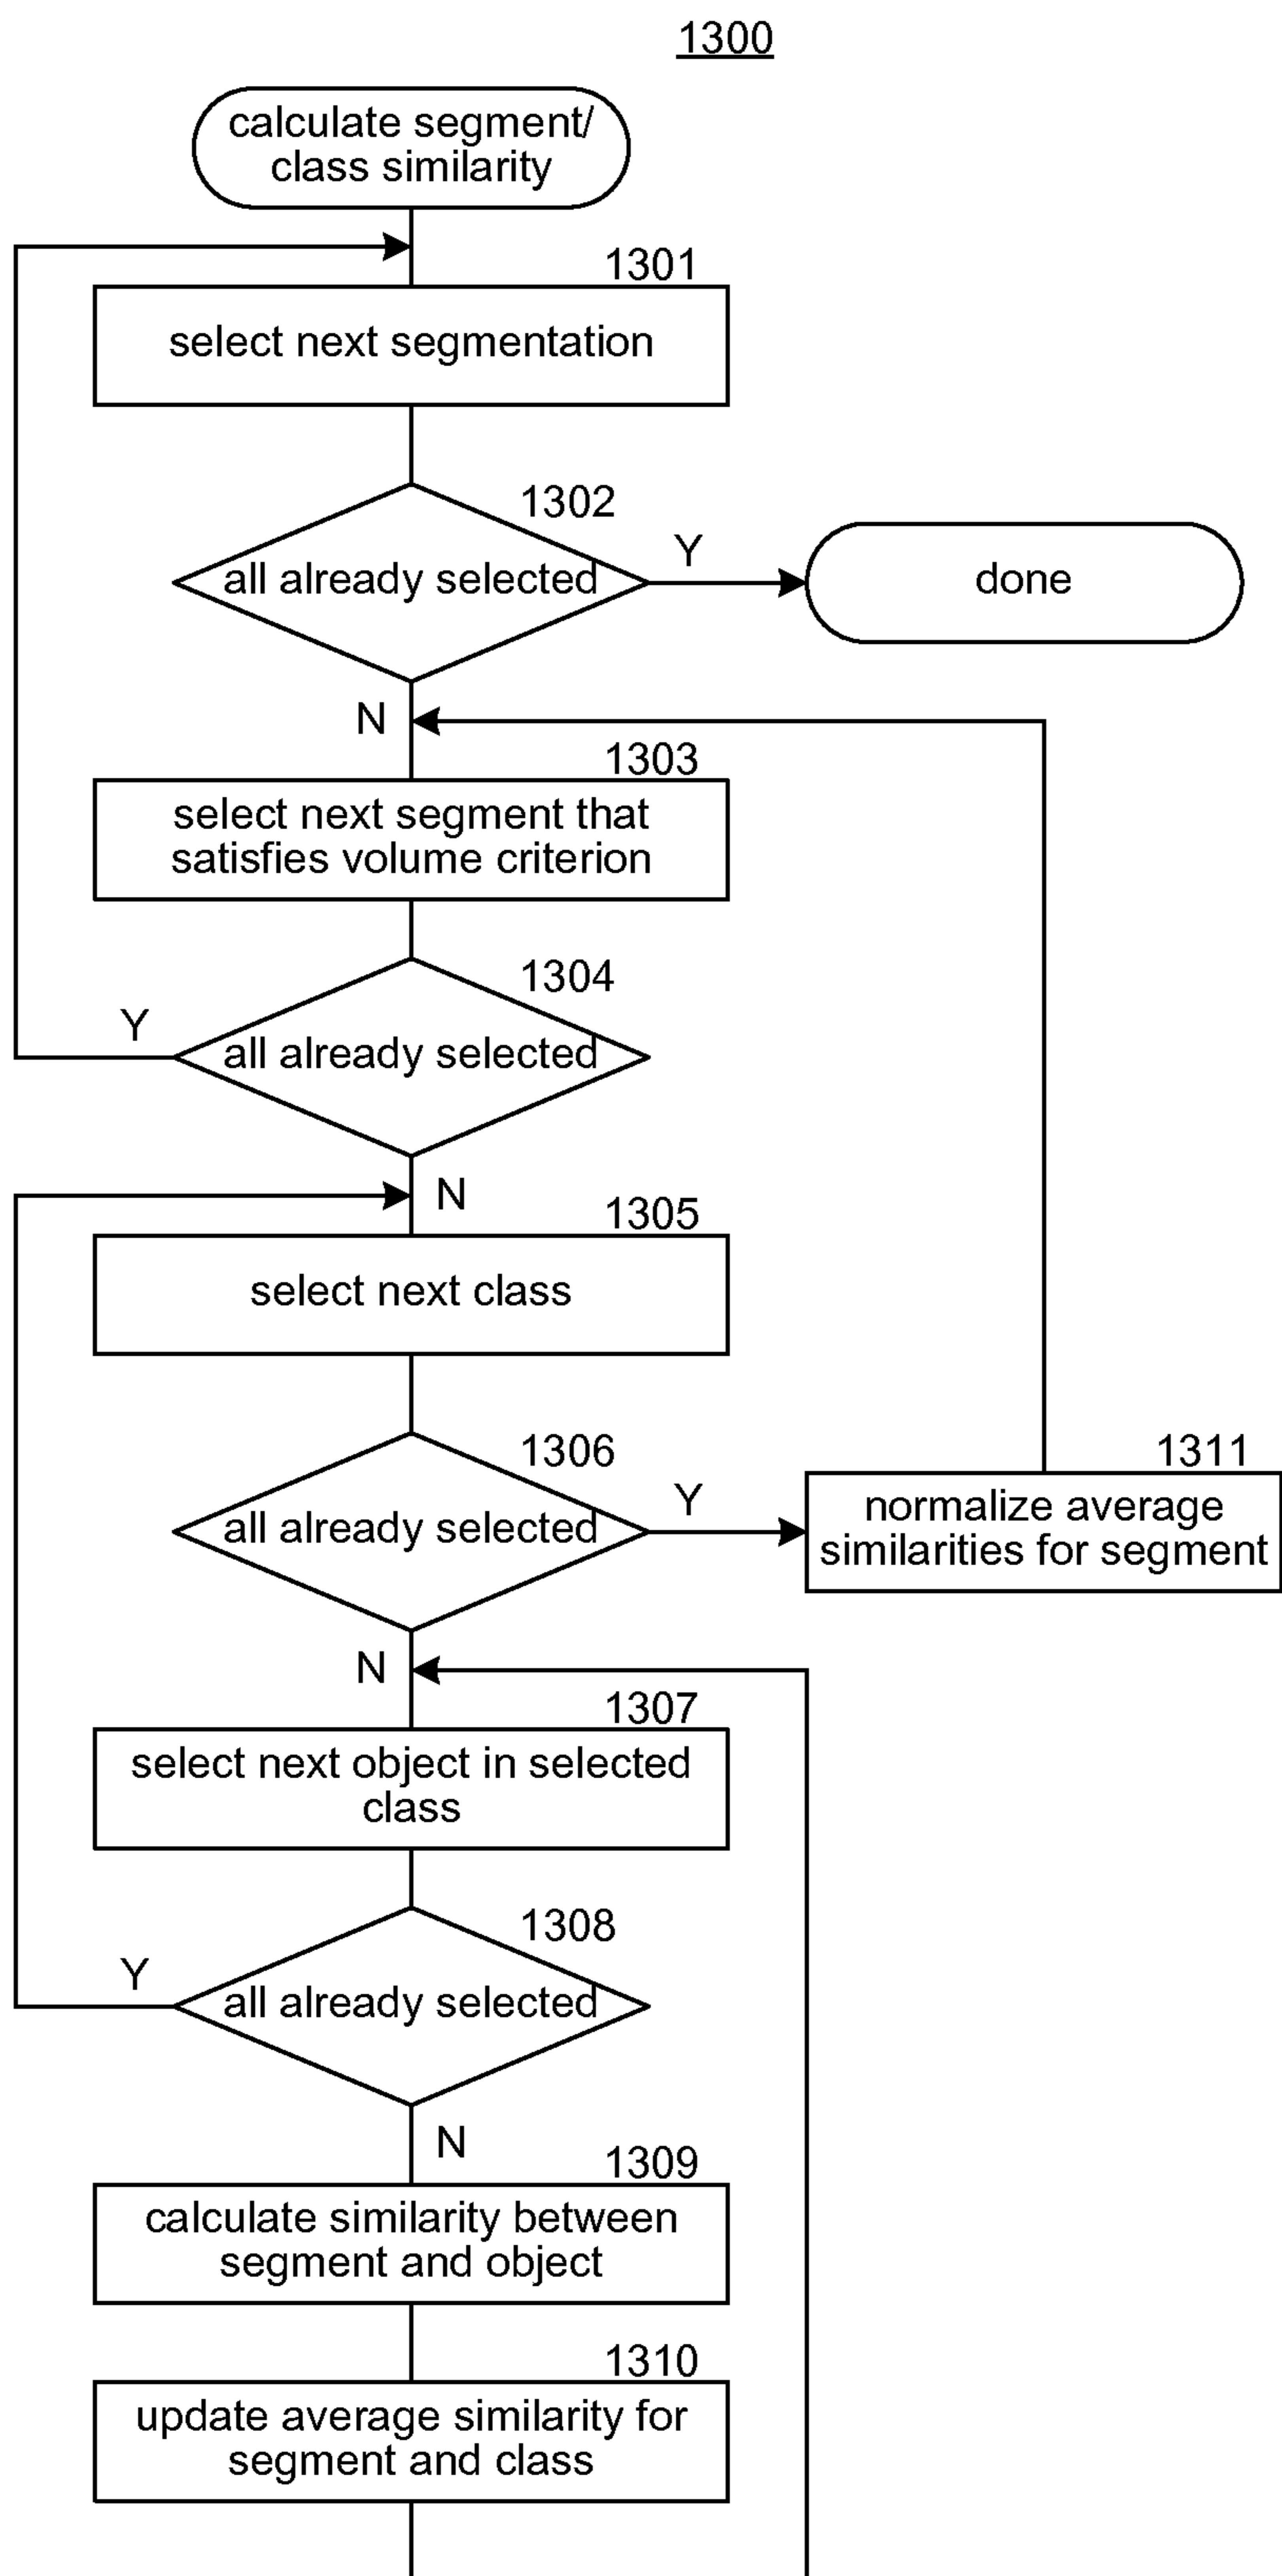 1300
calculate segment/
class similarity
1301
select next segmentation
1302
all already selected
Y
done
N
1303
select next segment that
satisfies volume criterion
1304
all already selected
Y
N
1305
select next class
1306
all already selected
Y
1311
normalize average
similarities for segment
N
1307
select next object in selected
class
1308
all already selected
Y
N
1309
calculate similarity between
segment and object
1310
update average similarity for
segment and class